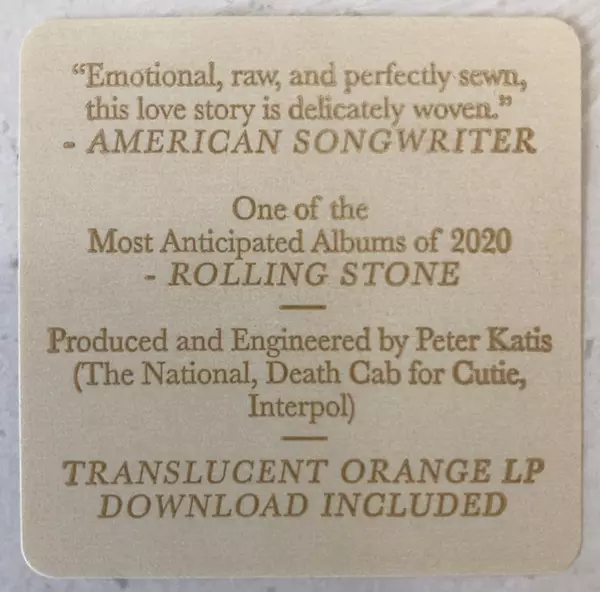 “Emotional, raw, and perfectly sewn,
this love story is delicately woven.”
- AMERICAN SONGWRITER
One of the
Most Anticipated Albums of 2020
- ROLLING STONE
Produced and Engineered by Peter Katis
(The National, Death Cab for Cutie,
Interpol)
TRANSLUCENT ORANGE LP
DOWNLOAD INCLUDED